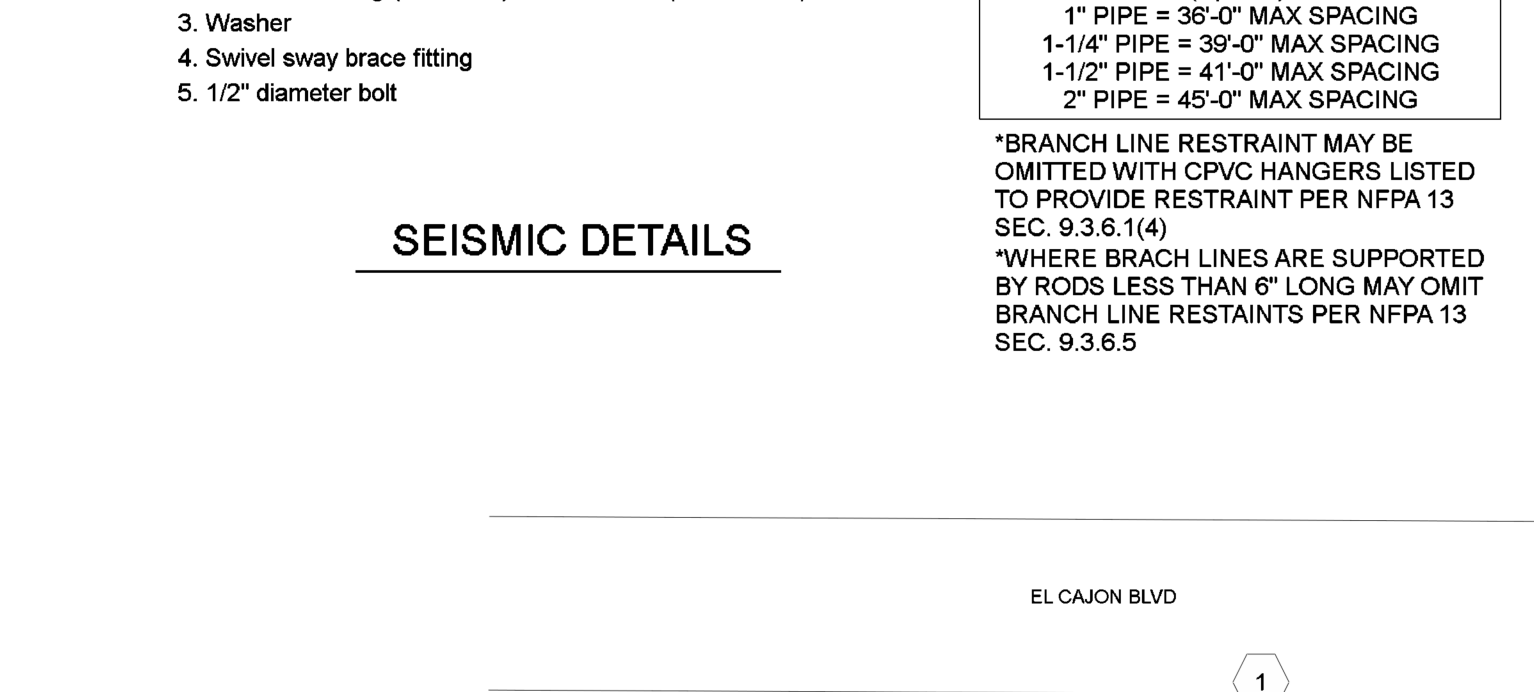 3. Washer
4. Swivel sway brace fitting
5. 1/2" diameter bolt
SEISMIC DETAILS
1" PIPE = 36'-0" MAX SPACING
1-1/4" PIPE = 39'-0" MAX SPACING
1-1/2" PIPE = 41'-0" MAX SPACING
2" PIPE = 45'-0" MAX SPACING
*BRANCH LINE RESTRAINT MAY BE
OMITTED WITH CPVC HANGERS LISTED
TO PROVIDE RESTRAINT PER NFPA 13
SEC. 9.3.6.1(4)
*WHERE BRACH LINES ARE SUPPORTED
BY RODS LESS THAN 6" LONG MAY OMIT
BRANCH LINE RESTAINTS PER NFPA 13
SEC. 9.3.6.5
EL CAJON BLVD
1